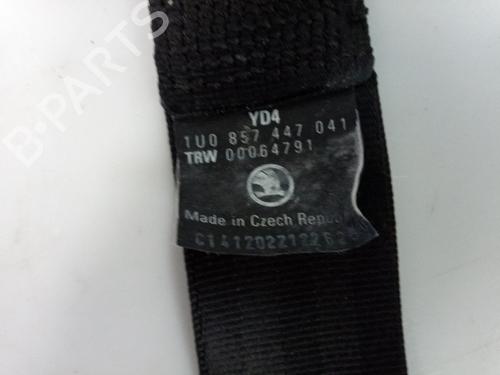 B-PARTS
YD4
1U0 857 447 041
TRW 00064791
Made in Czech Repu